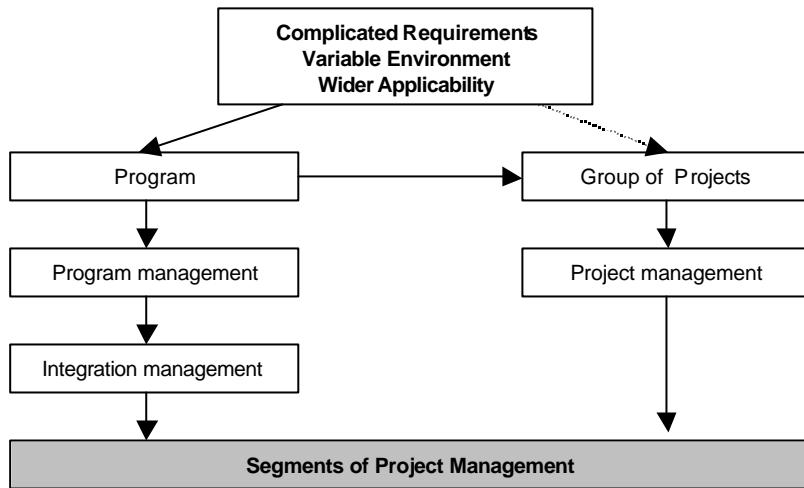 Complicated Requirements
Variable Environment
Wider Applicability
Program
Group of Projects
Program management
Project management
Integration management
Segments of Project Management